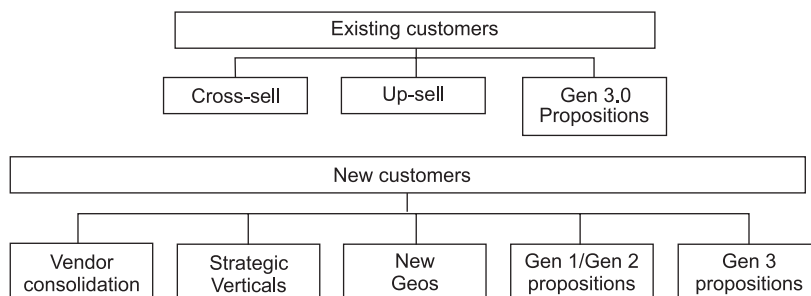 Existing customers
Cross-sell
Up-sell
Gen 3.0
Propositions
New customers
Vendor
consolidation
Strategic
Verticals
New
Geos
Gen 1/Gen 2
propositions
Gen 3
propositions